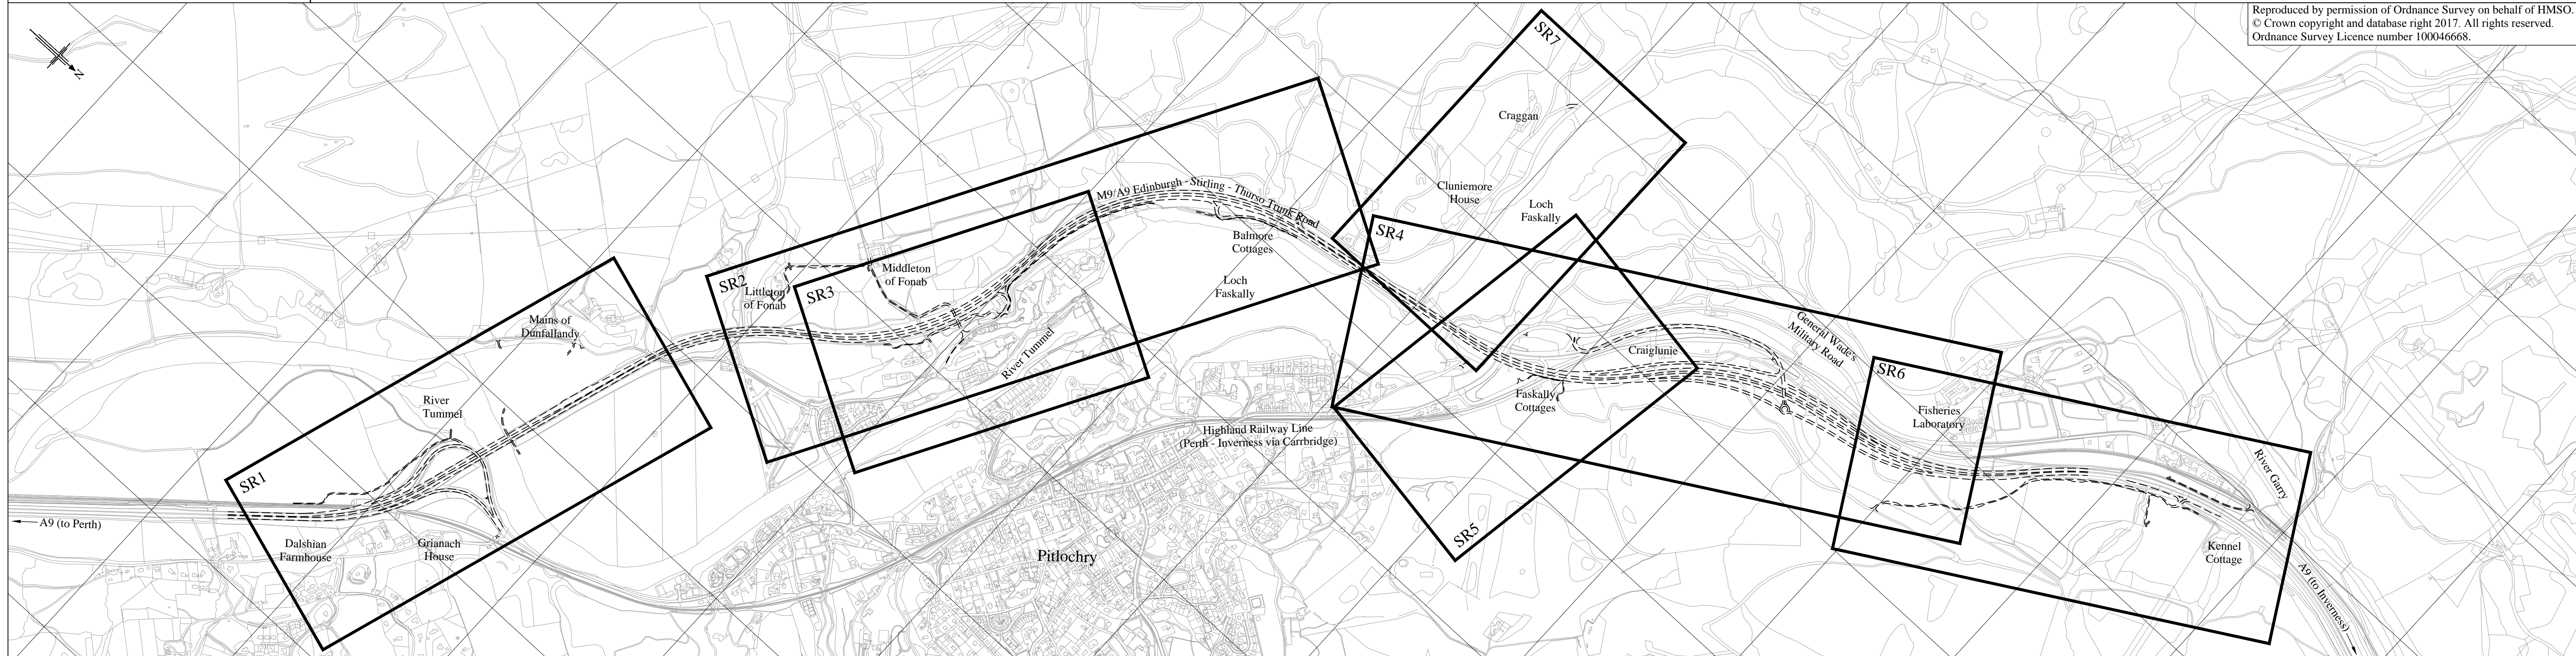 Reproduced by permission of Ordnance Survey on behalf of HMSO.
© Crown copyright and database right 2017. All rights reserved.
Ordnance Survey Licence number 100046668.
N
SR7
Craggan
Cluniemore
House
Loch
Faskally
M9/A9 Edinburgh - Stirling - Thurso Trunk Road
SR4
Balmore
Cottages
Loch
Faskally
SR2
Littleton
of Fonab
SR3
Middleton
of Fonab
River Tummel
Mains of
Dunfallandy
General Wade's
Military Road
Craiglunie
SR6
Faskally
Cottages
Fisheries
Laboratory
River
Tummel
Highland Railway Line
(Perth - Inverness via Carrbridge)
SR1
River Garry
A9 (to Perth)
Dalshian
Farmhouse
Grianach
House
SR5
Pitlochry
Kennel
Cottage
A9 (to Inverness)